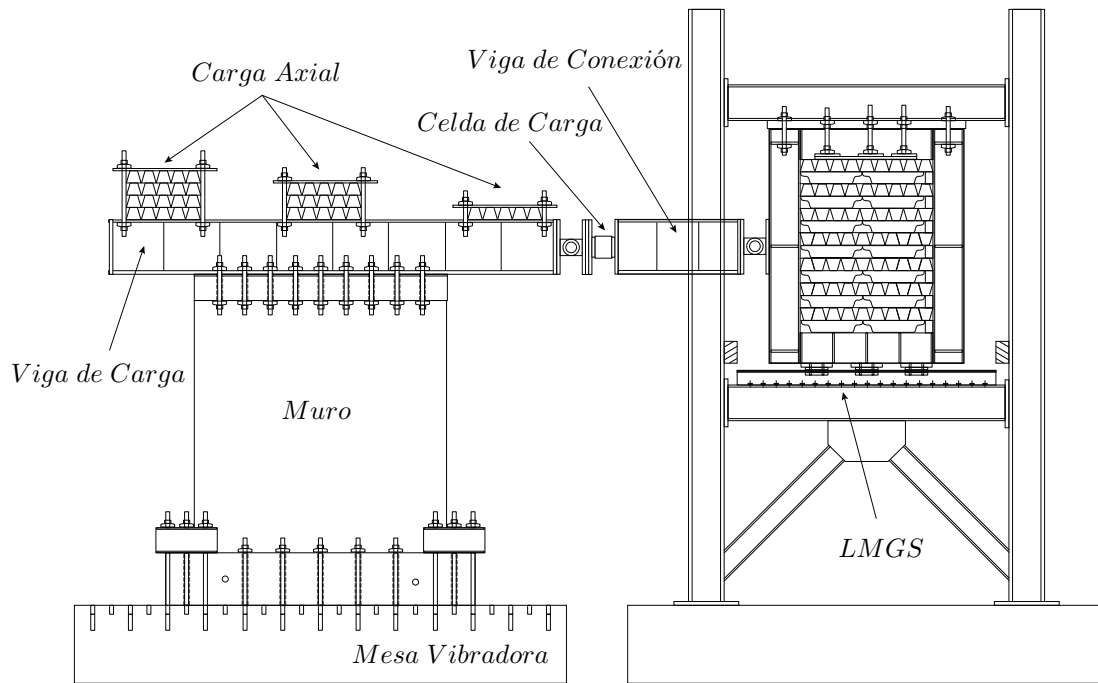 Viga de Conexión
Carga Axial
Celda de Carga
Viga de Carga
Muro
LMGS
Mesa Vibradora